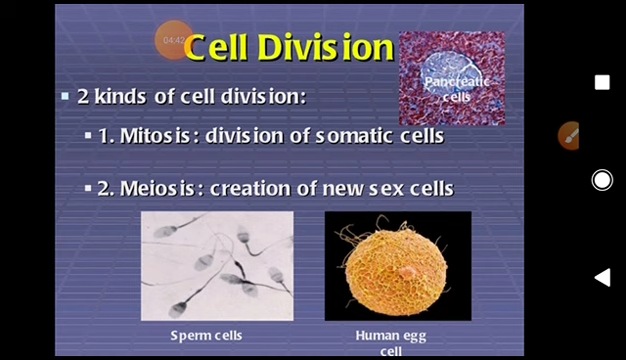 04:42
Cell Division
Pancreatic
cells
2 kinds of cell division:
1. Mitosis: division of somatic cells
2. Meiosis: creation of new sex cells
Sperm cells
Human egg
cell